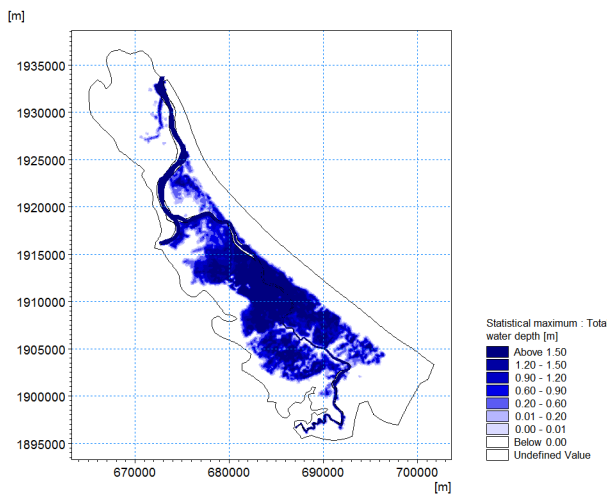 [m]
1935000
1930000
1925000
1920000
1915000
1910000
1905000
1900000
1895000
670000 680000 690000 700000
[m]
Statistical maximum : Tota
water depth [m]
Above 1.50
1.20 - 1.50
0.90 - 1.20
0.60 - 0.90
0.20 - 0.60
0.01 - 0.20
0.00 - 0.01
Below 0.00
Undefined Value